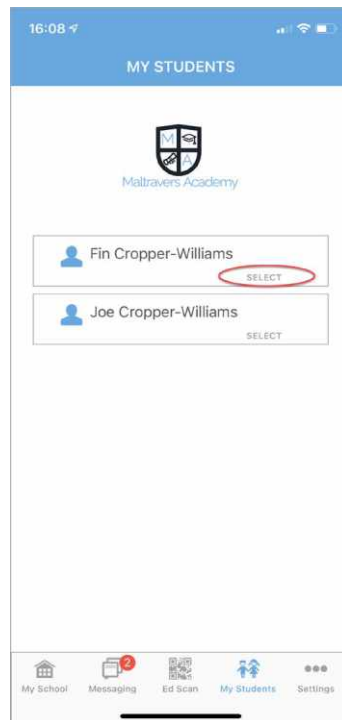 16:08
MY STUDENTS
M A
Maltravers Academy
Fin Cropper-Williams
SELECT
Joe Cropper-Williams
SELECT
2
My School Messaging Ed Scan My Students Settings